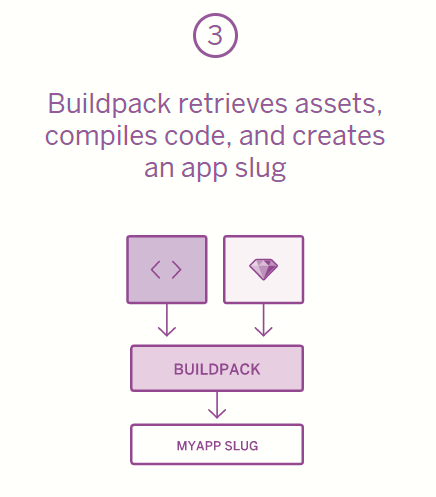 3
Buildpack retrieves assets,
compiles code, and creates
an app slug
< >
BUILDPACK
MYAPP SLUG